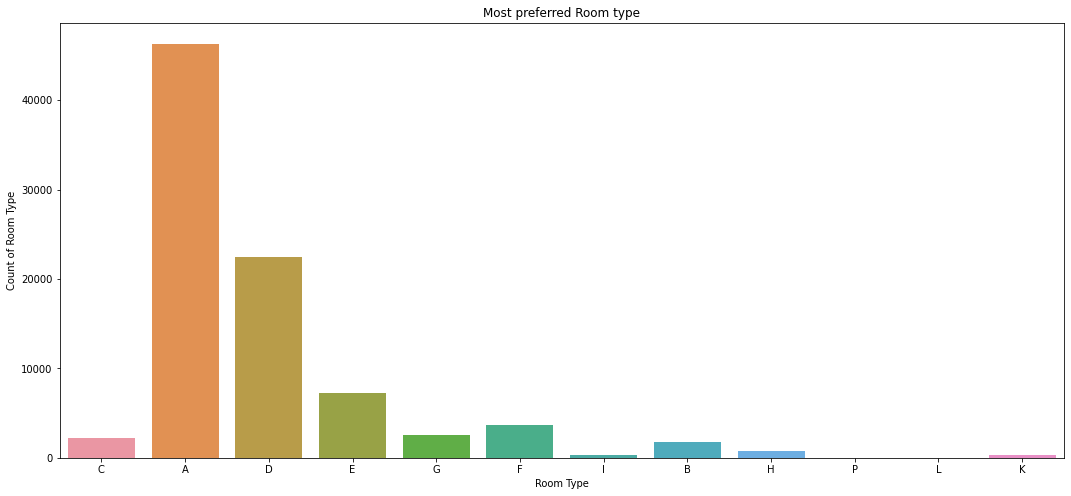 Most preferred Room type
Count of Room Type
40000
30000
20000
10000
0
C A D E G F I B H P L K
Room Type